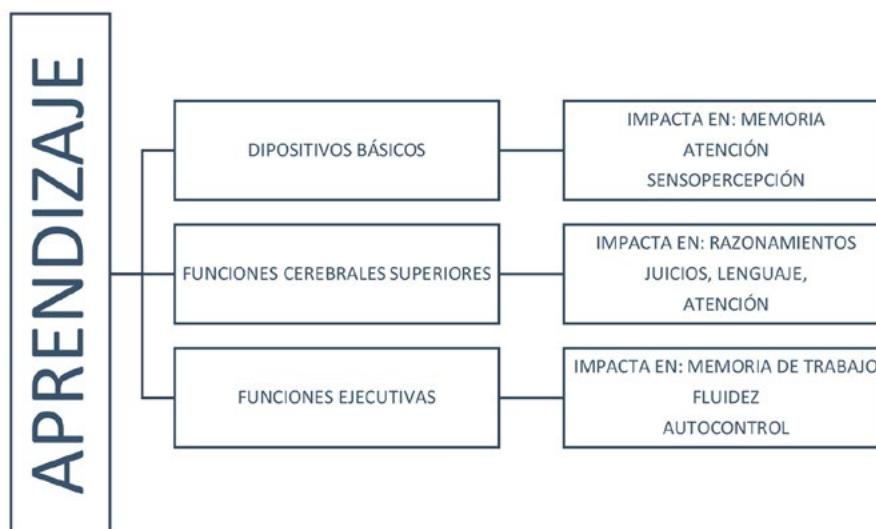 APRENDIZAJE
DIPOSITIVOS BÁSICOS
IMPACTA EN: MEMORIA
ATENCIÓN
SENSOPERCEPCIÓN
FUNCIONES CEREBRALES SUPERIORES
IMPACTA EN: RAZONAMIENTOS
JUICIOS, LENGUAJE,
ATENCIÓN
FUNCIONES EJECUTIVAS
IMPACTA EN: MEMORIA DE TRABAJO
FLUIDEZ
AUTOCONTROL